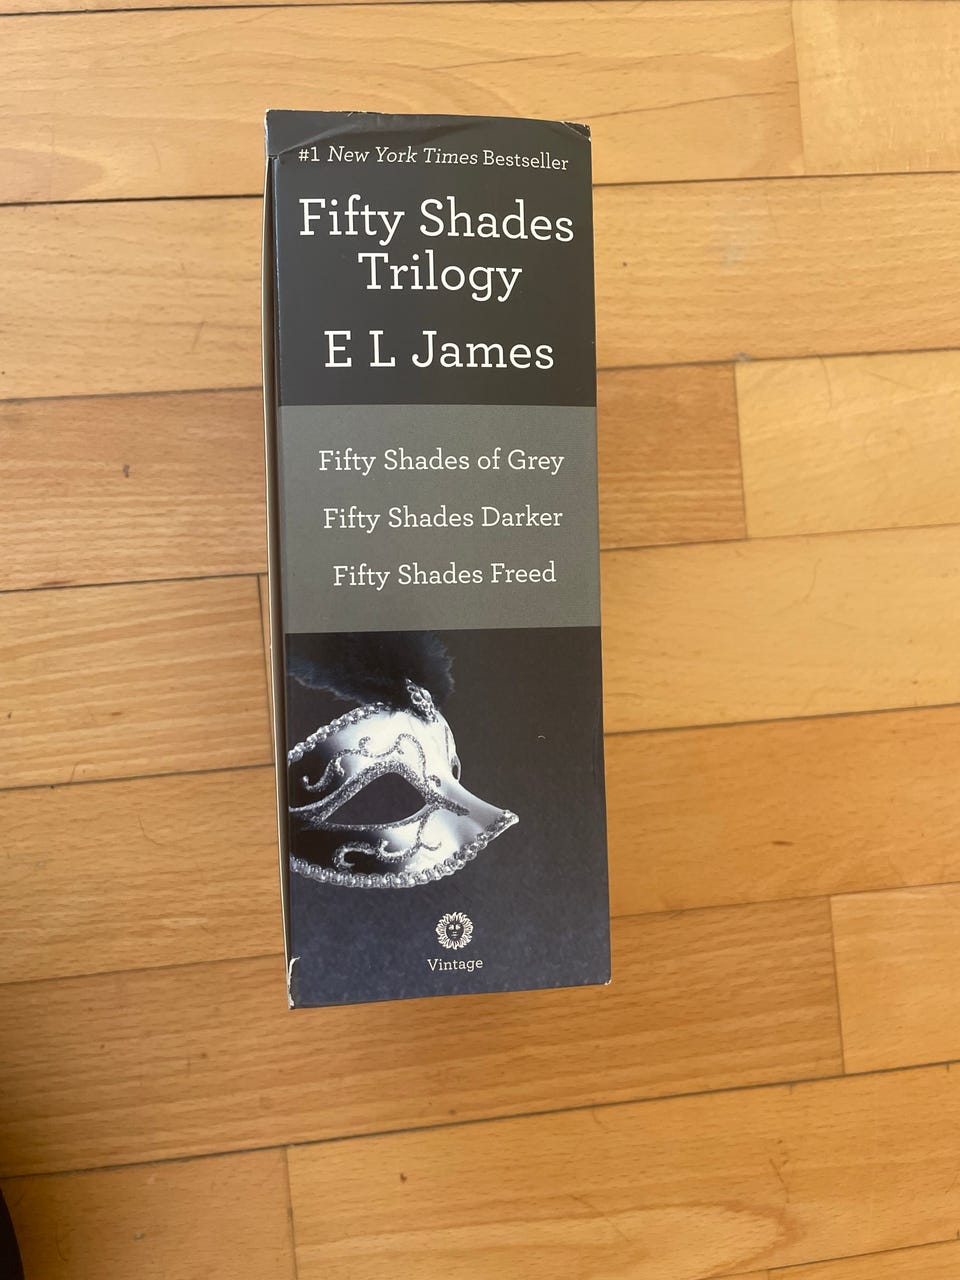 #1 New York Times Bestseller
Fifty Shades
Trilogy
E L James
Fifty Shades of Grey
Fifty Shades Darker
Fifty Shades Freed
Vintage